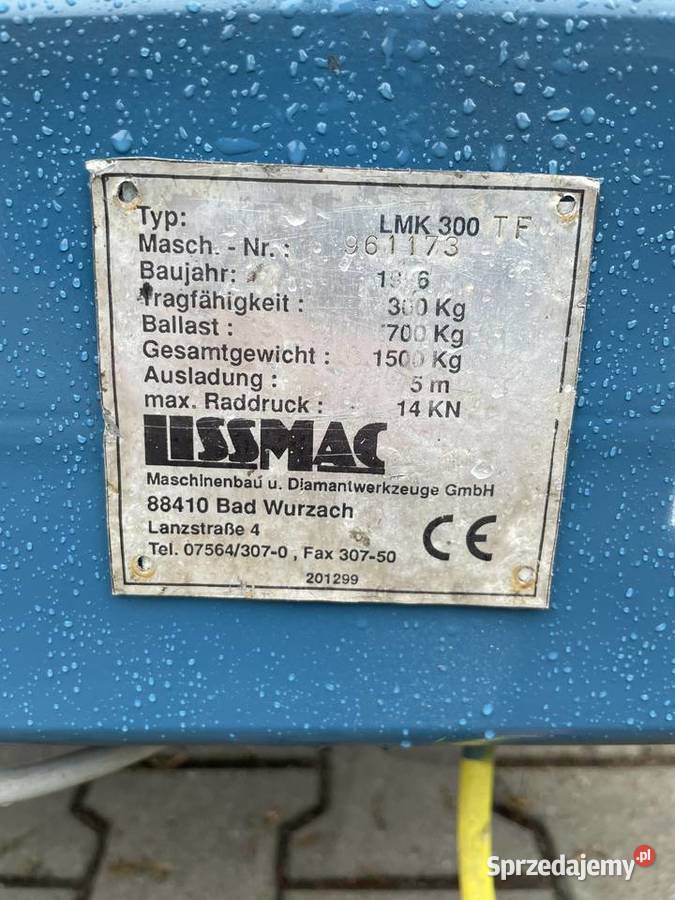 Typ: LMK 300 TF
Masch. - Nr. : 961173
Baujahr:
Tragfähigkeit : 300 Kg
Ballast : 700 Kg
Gesamtgewicht : 1500 Kg
Ausladung : 5 m
max. Raddruck : 14 KN
LISSMAC
Maschinenbau u. Diamantwerkzeuge GmbH
88410 Bad Wurzach
Lanzstraße 4
Tel. 07564/307-0 , Fax 307-50
CE
201299
Sprzedajemy.pl